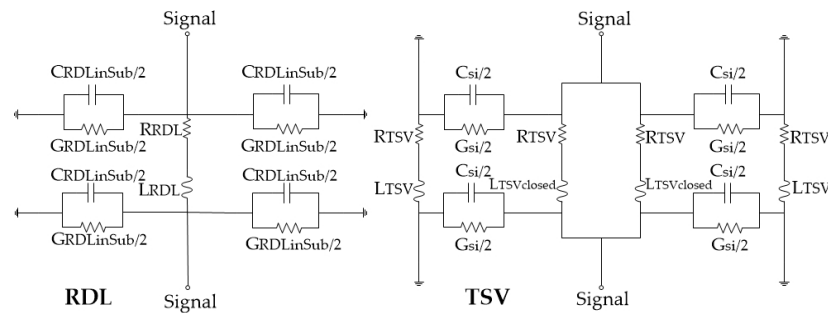 Signal
Signal
CRDLinSub/2
CRDLinSub/2
Csi/2
Csi/2
RRDL
RTSV
RTSV
RTSV
RTSV
GRDLinSub/2
GRDLinSub/2
Gsi/2
Gsi/2
CRDLinSub/2
CRDLinSub/2
Csi/2
Csi/2
LRDL
LTSV
LTSVclosed
LTSVclosed
LTSV
GRDLinSub/2
GRDLinSub/2
Gsi/2
Gsi/2
RDL
Signal
TSV
Signal